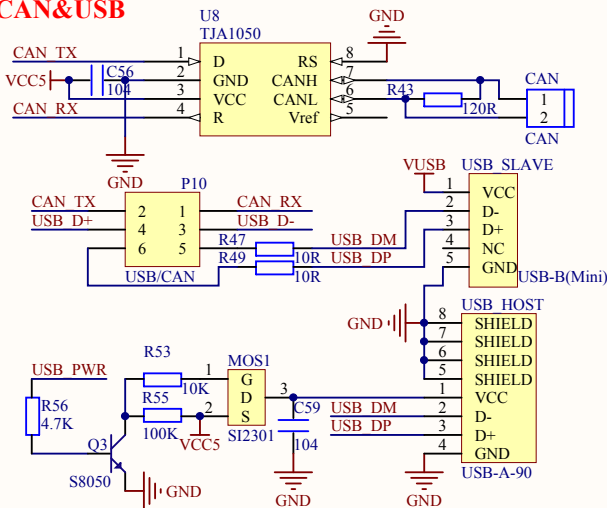 CAN&USB
U8
TJA1050
GND
CAN_TX
1
D
RS
8
C56
104
VCC5
2
GND
CANH
7
3
VCC
CANL
6
CAN_RX
4
R
Vref
5
R43
120R
CAN
1
2
CAN
GND
P10
CAN_TX
2
1
CAN_RX
USB_D+
4
3
USB_D-
6
5
USB/CAN
R47
10R
USB_DM
R49
10R
USB_DP
VUSB
USB_SLAVE
1
VCC
2
D-
3
D+
4
NC
5
GND
USB-B(Mini)
USB_HOST
GND
8
SHIELD
7
SHIELD
6
SHIELD
5
SHIELD
1
VCC
USB_DM
2
D-
USB_DP
3
D+
4
GND
USB-A-90
GND
USB_PWR
R56
4.7K
R53
10K
R55
100K
MOS1
1
G
D
3
2
S
SI2301
VCC5
C59
104
GND
Q3
S8050
GND